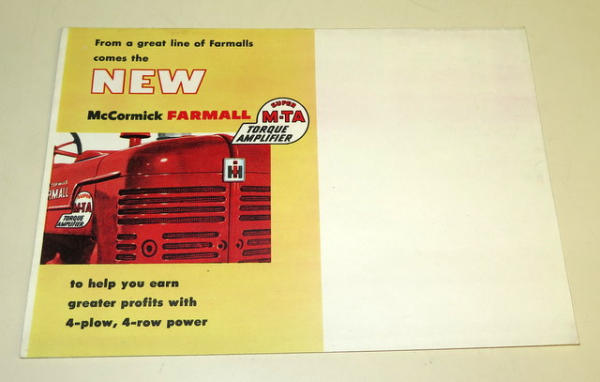 From a great line of Farmalls
comes the
NEW
McCormick FARMALL
SUPER
M-TA
TORQUE
AMPLIFIER
IH
RMALL
M-TA
TORQUE
AMPLIFIER
to help you earn
greater profits with
4-plow, 4-row power